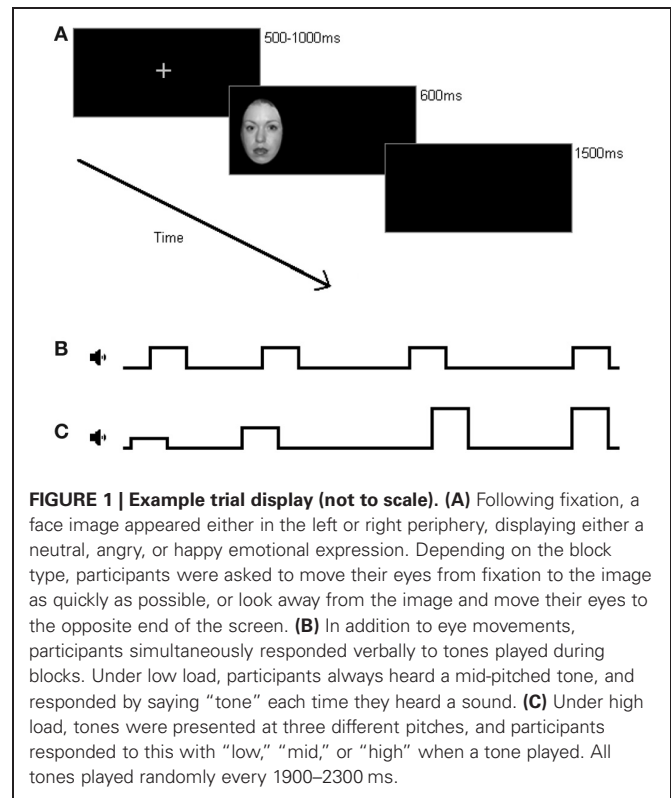 A
500-1000ms
600ms
1500ms
Time
B
C
FIGURE 1 | Example trial display (not to scale). (A) Following fixation, a
face image appeared either in the left or right periphery, displaying either a
neutral, angry, or happy emotional expression. Depending on the block
type, participants were asked to move their eyes from fixation to the image
as quickly as possible, or look away from the image and move their eyes to
the opposite end of the screen. (B) In addition to eye movements,
participants simultaneously responded verbally to tones played during
blocks. Under low load, participants always heard a mid-pitched tone, and
responded by saying “tone” each time they heard a sound. (C) Under high
load, tones were presented at three different pitches, and participants
responded to this with “low,” “mid,” or “high” when a tone played. All
tones played randomly every 1900–2300 ms.